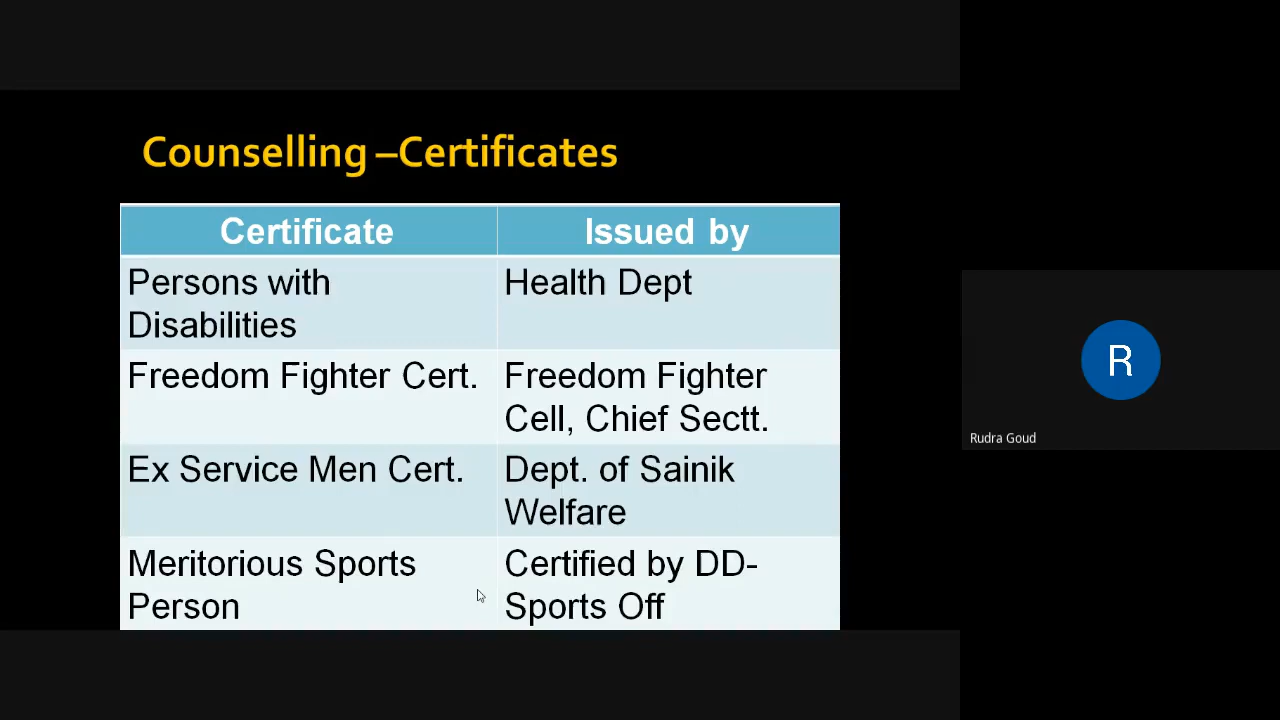 Counselling –Certificates
Certificate
Issued by
Persons with
Disabilities
Health Dept
Freedom Fighter Cert.
Freedom Fighter
Cell, Chief Sectt.
Ex Service Men Cert.
Dept. of Sainik
Welfare
Meritorious Sports
Person
Certified by DD-
Sports Off
R
Rudra Goud